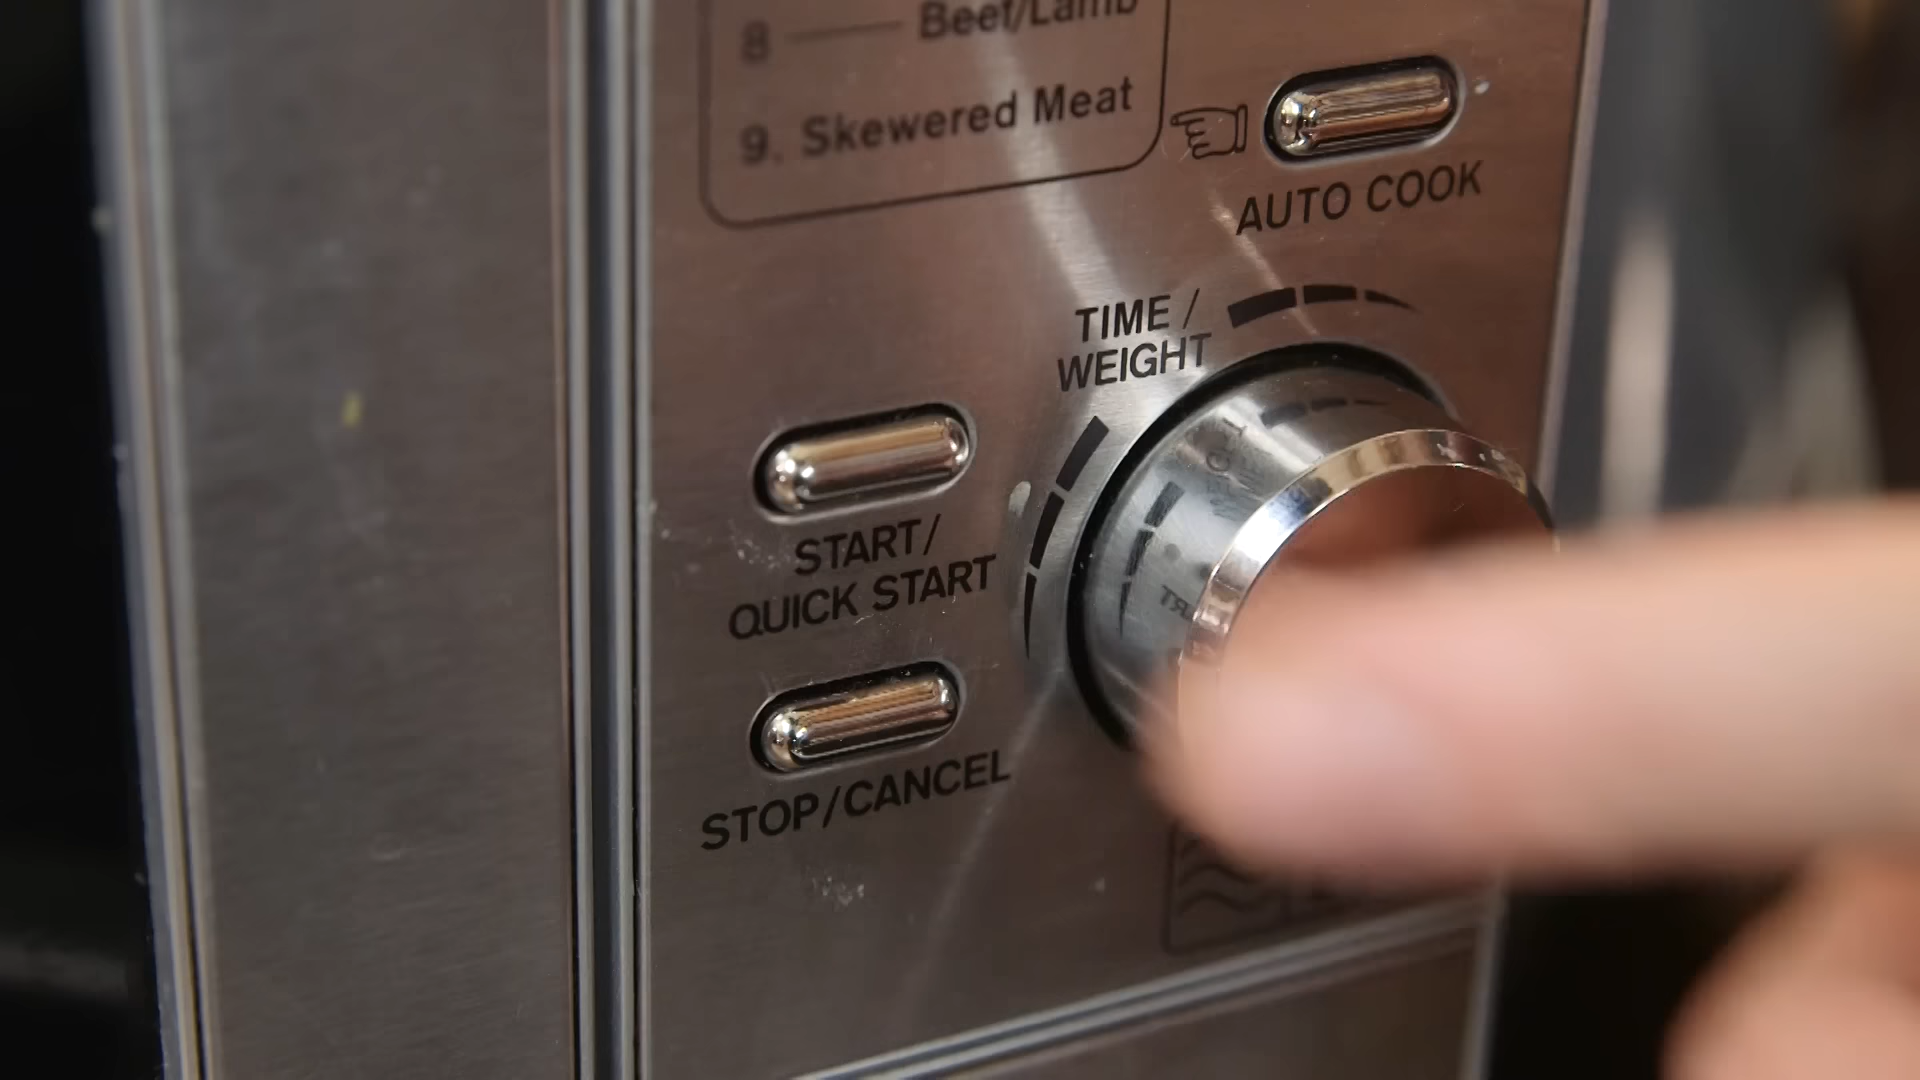 8 Beef/Lamb
9. Skewered Meat
AUTO COOK
TIME /
WEIGHT
START/
QUICK START
STOP/CANCEL